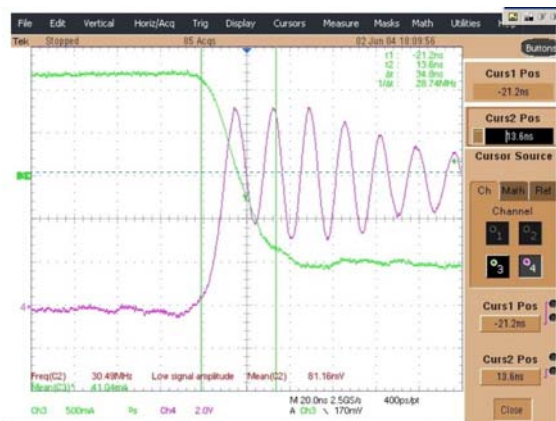 File Edit Vertical Horiz/Acq Trig Display Cursors Measure Masks Math Utilities
Tek Stopped 85 Acqs 02 Jun 04 18:09:56
Buttons
t1: -21.2ns
t2: 13.6ns
Δt: 34.8ns
1/Δt: 28.74MHz
Curs1 Pos
-21.2ns
Curs2 Pos
13.6ns
Cursor Source
Ch Math Ref
Channel
1 2
3 4
4
Curs1 Pos
-21.2ns
Curs2 Pos
13.6ns
Close
Freq(C2) 30.49MHz Low signal amplitude Mean(C2) 81.16mV
Mean(C3)* 41.04mA
Ch3 500mA Ch4 2.0V
M 20.0ns 2.5GS/s 400ps/pt
A Ch3 \ 170mV